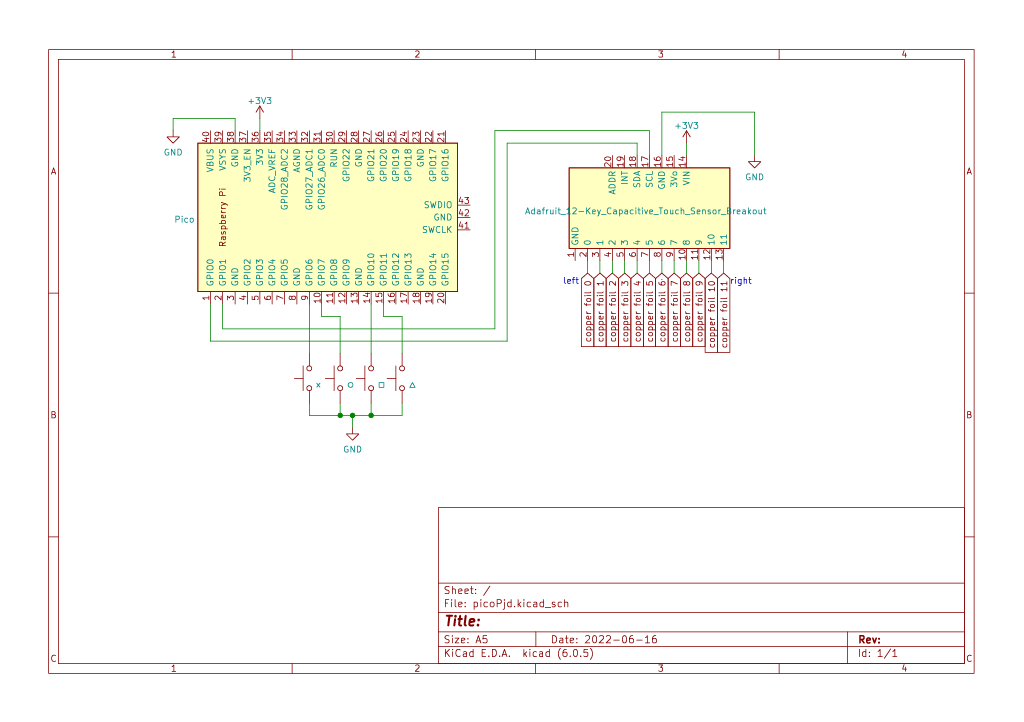 1 2 3 4
A A
B B
C C
+3V3
GND
40 39 38 37 36 35 34 33 32 31 30 29 28 27 26 25 24 23 22 21
VBUS VSYS GND 3V3_EN 3V3 ADC_VREF GPIO28_ADC2 AGND GPIO27_ADC1 GPIO26_ADC0 RUN GPIO22 GND GPIO21 GPIO20 GPIO19 GPIO18 GND GPIO17 GPIO16
Pico
Raspberry Pi
SWDIO 43
GND 42
SWCLK 41
GPIO0 GPIO1 GND GPIO2 GPIO3 GPIO4 GPIO5 GND GPIO6 GPIO7 GPIO8 GPIO9 GND GPIO10 GPIO11 GPIO12 GPIO13 GND GPIO14 GPIO15
1 2 3 4 5 6 7 8 9 10 11 12 13 14 15 16 17 18 19 20
x O □ △
GND
+3V3
GND
20 19 18 17 16 15 14
ADDR INT SDA SCL GND 3Vo VIN
Adafruit_12-Key_Capacitive_Touch_Sensor_Breakout
GND 0 1 2 3 4 5 6 7 8 9 10 11
1 2 3 4 5 6 7 8 9 10 11 12 13
left
right
copper foil 0
copper foil 1
copper foil 2
copper foil 3
copper foil 4
copper foil 5
copper foil 6
copper foil 7
copper foil 8
copper foil 9
copper foil 10
copper foil 11
Sheet: /
File: picoPjd.kicad_sch
Title:
Size: A5 Date: 2022-06-16 Rev:
KiCad E.D.A. kicad (6.0.5) Id: 1/1
1 2 3 4